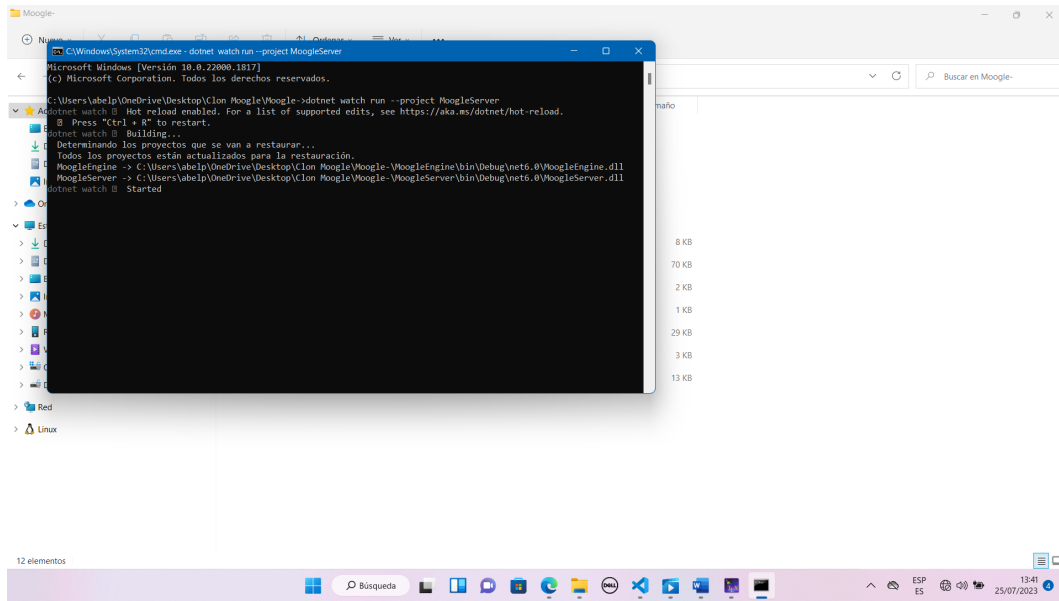 Moogle-
Nuevo
Ordenar
Ver
C:\Windows\System32\cmd.exe - dotnet watch run --project MoogleServer
Microsoft Windows [Versión 10.0.22000.1817]
(c) Microsoft Corporation. Todos los derechos reservados.
C:\Users\abelp\OneDrive\Desktop\Clon Moogle\Moogle->dotnet watch run --project MoogleServer
dotnet watch Hot reload enabled. For a list of supported edits, see https://aka.ms/dotnet/hot-reload.
Press "Ctrl + R" to restart.
dotnet watch Building...
Determinando los proyectos que se van a restaurar...
Todos los proyectos están actualizados para la restauración.
MoogleEngine -> C:\Users\abelp\OneDrive\Desktop\Clon Moogle\Moogle-\MoogleEngine\bin\Debug\net6.0\MoogleEngine.dll
MoogleServer -> C:\Users\abelp\OneDrive\Desktop\Clon Moogle\Moogle-\MoogleServer\bin\Debug\net6.0\MoogleServer.dll
dotnet watch Started
Buscar en Moogle-
maño
8 KB
70 KB
2 KB
1 KB
29 KB
3 KB
13 KB
Red
Linux
12 elementos
Búsqueda
DELL
ESP
ES
13:41
25/07/2023
4